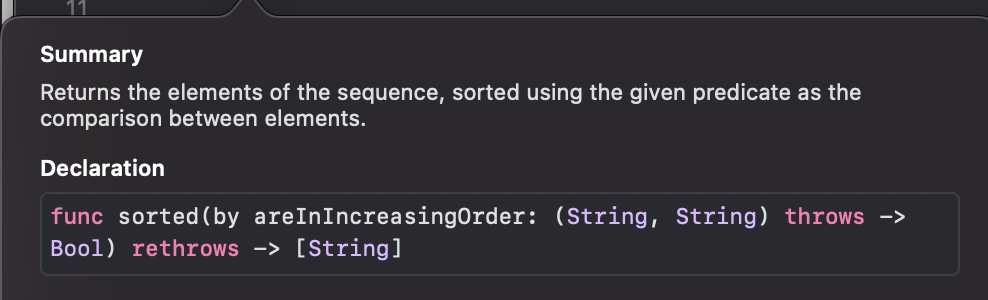 11
Summary
Returns the elements of the sequence, sorted using the given predicate as the
comparison between elements.
Declaration
func sorted(by areInIncreasingOrder: (String, String) throws ->
Bool) rethrows -> [String]